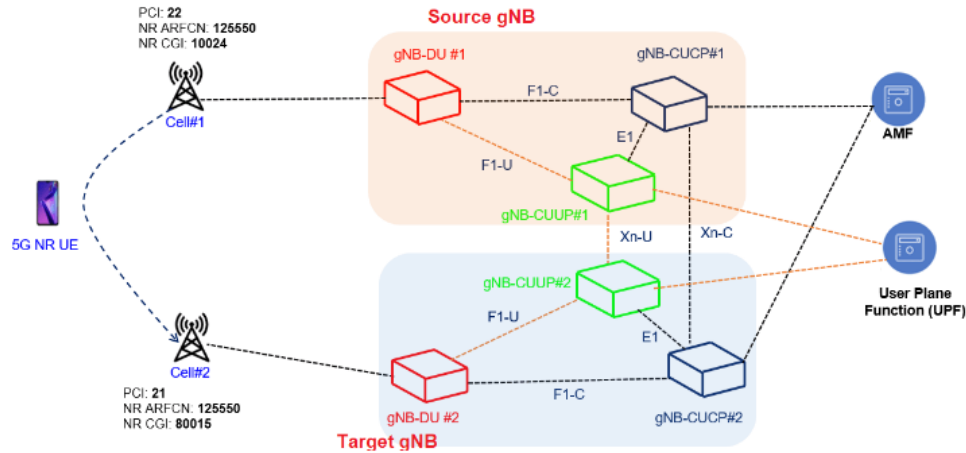 PCI: 22
NR ARFCN: 125550
NR CGI: 10024
Source gNB
gNB-DU #1
gNB-CUCP#1
F1-C
Cell#1
AMF
E1
F1-U
gNB-CUUP#1
5G NR UE
Xn-U
Xn-C
gNB-CUUP#2
User Plane
Function (UPF)
F1-U
E1
Cell#2
PCI: 21
NR ARFCN: 125550
NR CGI: 80015
F1-C
gNB-DU #2
gNB-CUCP#2
Target gNB